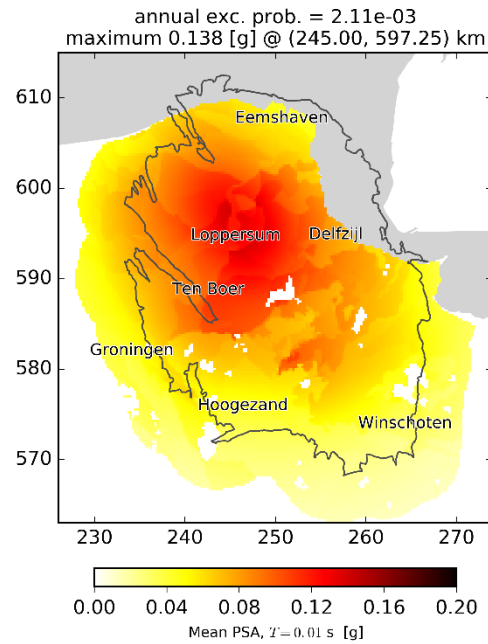 annual exc. prob. = 2.11e-03
maximum 0.138 [g] @ (245.00, 597.25) km
610
Eemshaven
600
Loppersum
Delfzijl
590
Ten Boer
580
Groningen
Hoogezand
Winschoten
570
230 240 250 260 270
0.00 0.04 0.08 0.12 0.16 0.20
Mean PSA, T = 0.01 s [g]